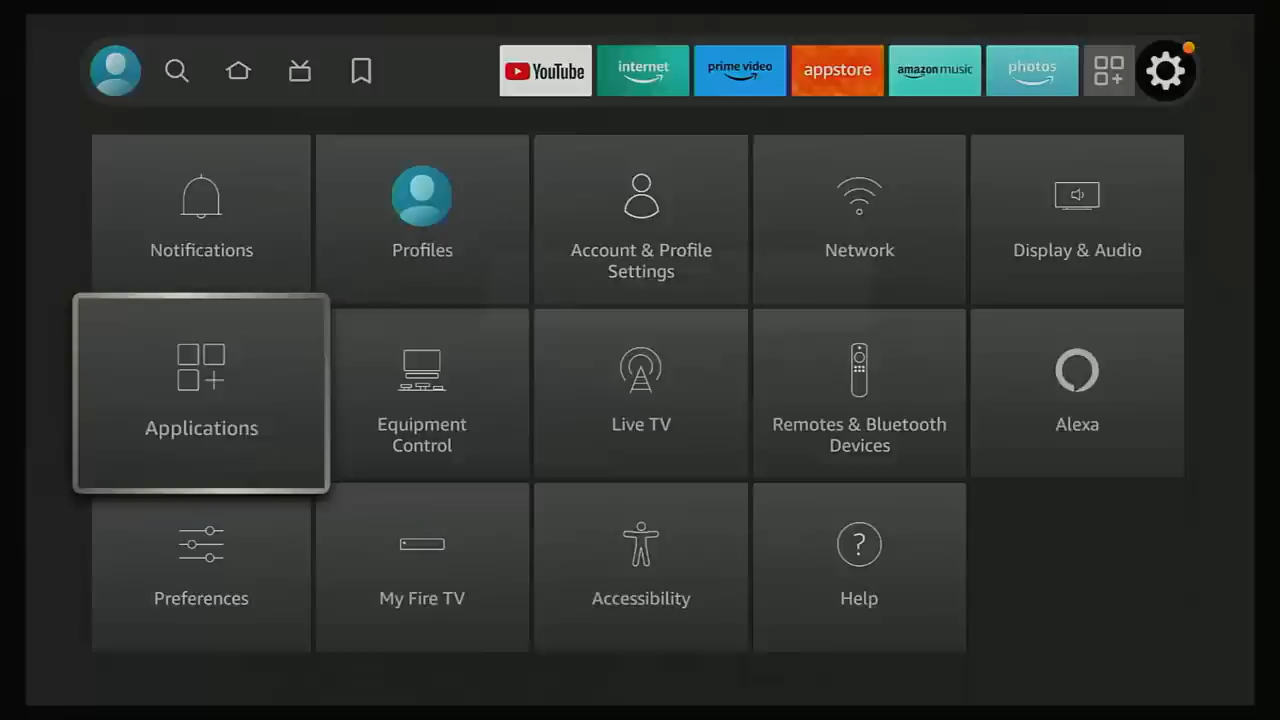 YouTube
internet
prime video
appstore
amazon music
photos
Notifications
Profiles
Account & Profile
Settings
Network
Display & Audio
Applications
Equipment
Control
Live TV
Remotes & Bluetooth
Devices
Alexa
Preferences
My Fire TV
Accessibility
?
Help